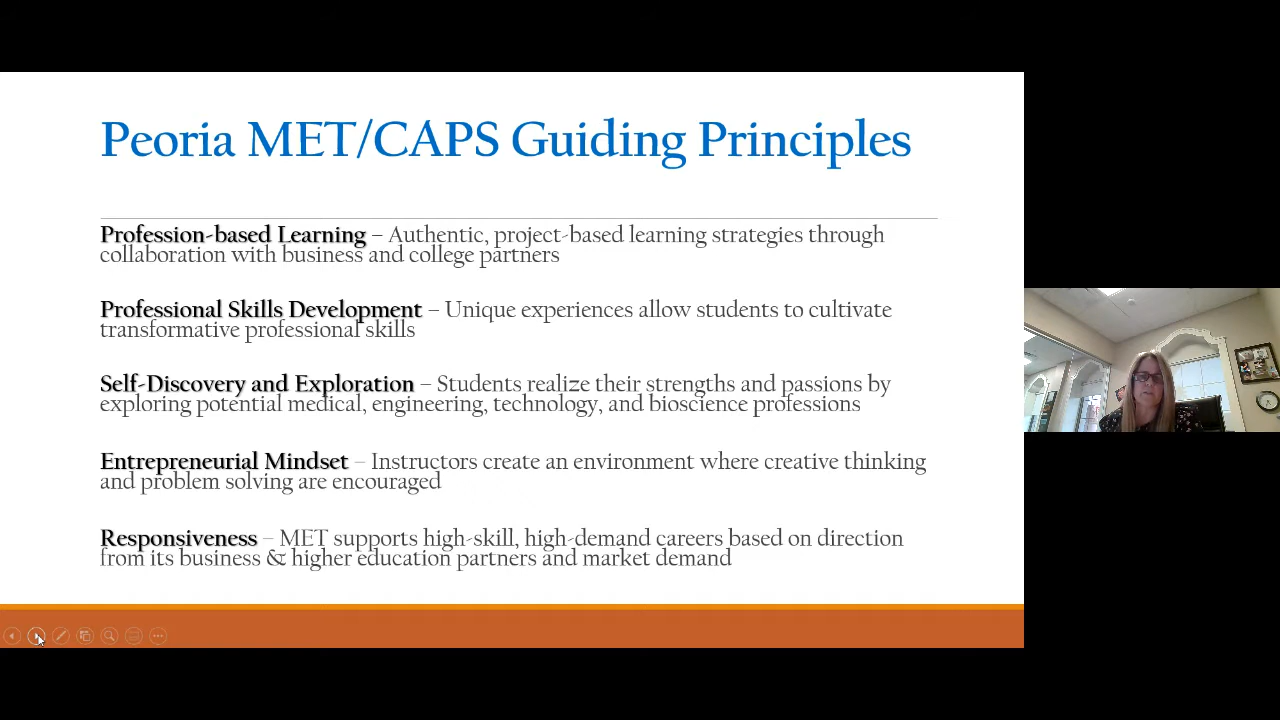 Peoria MET/CAPS Guiding Principles
Profession-based Learning – Authentic, project-based learning strategies through
collaboration with business and college partners
Professional Skills Development – Unique experiences allow students to cultivate
transformative professional skills
Self-Discovery and Exploration – Students realize their strengths and passions by
exploring potential medical, engineering, technology, and bioscience professions
Entrepreneurial Mindset – Instructors create an environment where creative thinking
and problem solving are encouraged
Responsiveness – MET supports high-skill, high-demand careers based on direction
from its business & higher education partners and market demand